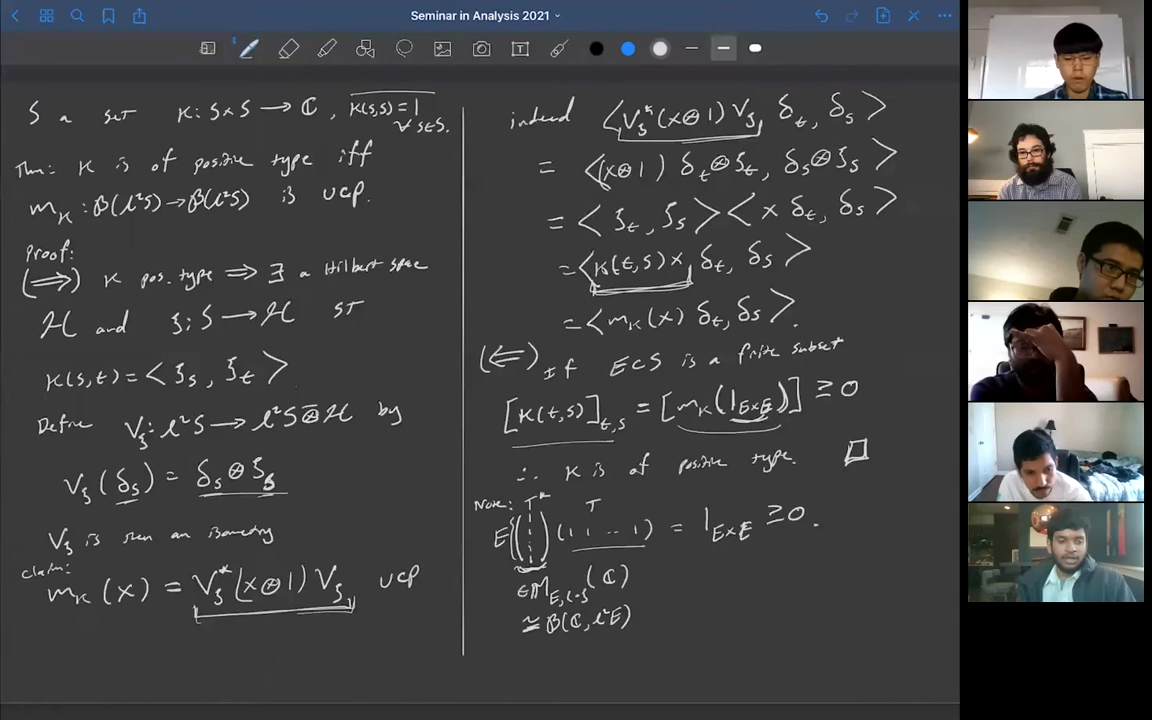 Seminar in Analysis 2021
S a set K: S×S → ℂ, K(s,s)=1 ∀ s∈S.
Thm: K is of positive type iff
m_K : B(ℓ²S) → B(ℓ²S) is ucp.
Proof:
(⟹) K pos. type ⟹ ∃ a Hilbert space
ℋ and ξ: S → ℋ st
K(s,t) = < ξ_s , ξ_t >
Define V_ξ : ℓ²S → ℓ²S ⊗̄ ℋ by
V_ξ (δ_s) = δ_s ⊗ ξ_s
V_ξ is then an isometry
claim:
m_K (x) = V_ξ* (x⊗1) V_ξ ucp
indeed < V_ξ* (x⊗1) V_ξ δ_t , δ_s >
= < (x⊗1) δ_t ⊗ ξ_t , δ_s ⊗ ξ_s >
= < ξ_t , ξ_s > < x δ_t , δ_s >
= < K(t,s) x , δ_t , δ_s >
= < m_K (x) δ_t , δ_s > .
(⟸) If E⊂S is a finite subset
[K(t,s)]_{t,s} = [m_K (1_{E×E})] ≥ 0
∴ K is of positive type. □
Note: T* T
E{( ⋮ ) (1 1 ... 1) = 1_{E×E} ≥ 0.
∈ M_{E,{·}} (ℂ)
≅ B(ℂ, ℓ²E)